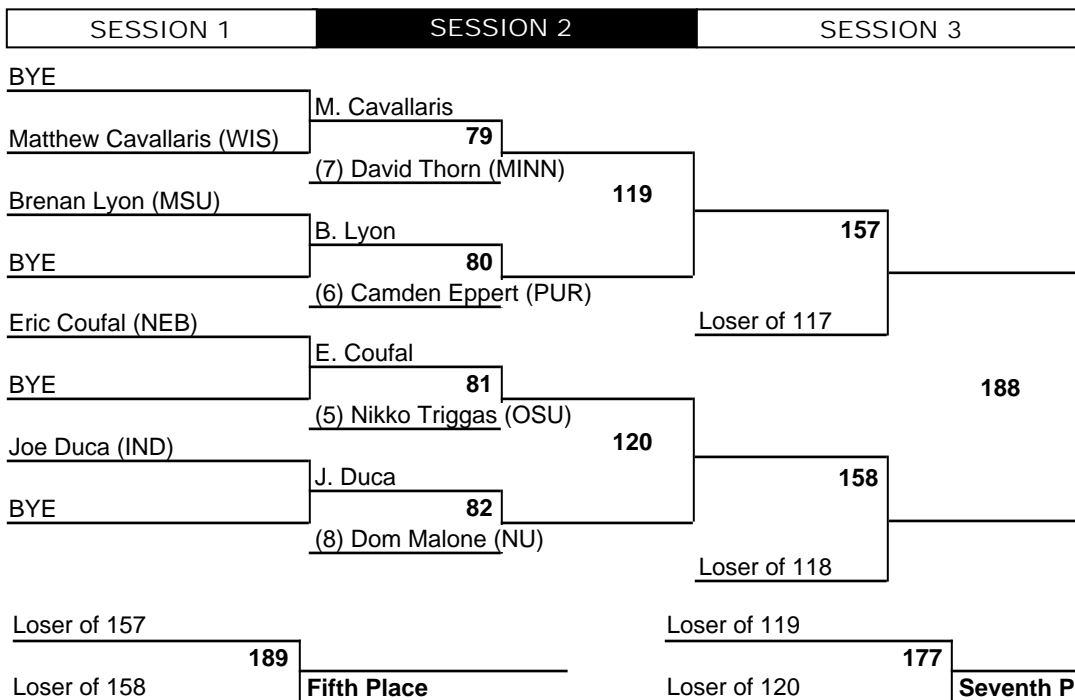 SESSION 1 SESSION 2 SESSION 3
BYE
M. Cavallaris
Matthew Cavallaris (WIS) 79
(7) David Thorn (MINN)
119
Brenan Lyon (MSU)
B. Lyon 157
BYE 80
(6) Camden Eppert (PUR)
Eric Coufal (NEB) Loser of 117
E. Coufal
BYE 81 188
(5) Nikko Triggas (OSU)
Joe Duca (IND) 120
J. Duca 158
BYE 82
(8) Dom Malone (NU)
Loser of 118
Loser of 157 Loser of 119
189 177
Loser of 158 Fifth Place Loser of 120 Seventh P